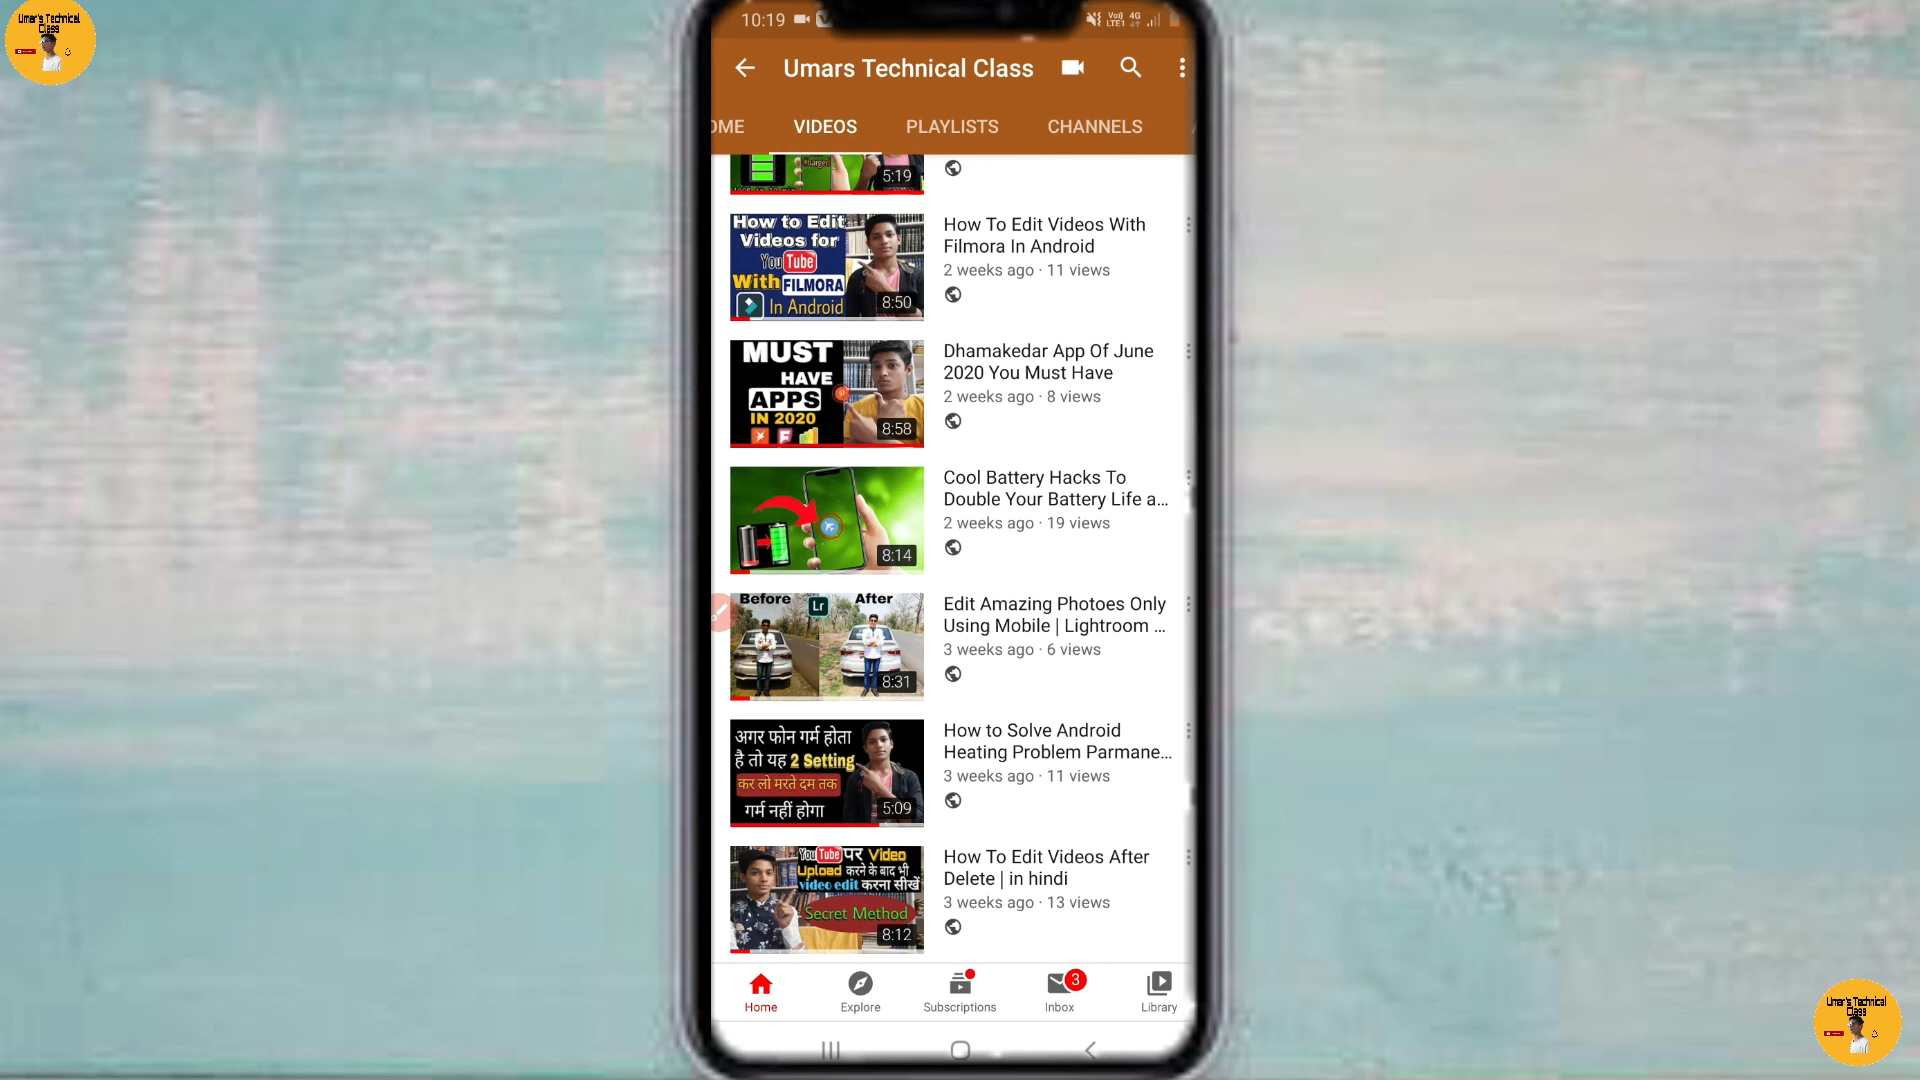 Umar's Technical
Class
10:19
Vo)) 4G
LTE1
Umars Technical Class
OME VIDEOS PLAYLISTS CHANNELS
Charged
5:19
How to Edit
Videos for
YouTube
With FILMORA
In Android
8:50
How To Edit Videos With
Filmora In Android
2 weeks ago · 11 views
MUST
HAVE
APPS
IN 2020
8:58
Dhamakedar App Of June
2020 You Must Have
2 weeks ago · 8 views
8:14
Cool Battery Hacks To
Double Your Battery Life a...
2 weeks ago · 19 views
Before Lr After
8:31
Edit Amazing Photoes Only
Using Mobile | Lightroom ...
3 weeks ago · 6 views
अगर फोन गर्म होता
है तो यह 2 Setting
कर लो मरते दम तक
गर्म नहीं होगा
5:09
How to Solve Android
Heating Problem Parmane...
3 weeks ago · 11 views
YouTube पर Video
Upload करने के बाद भी
video edit करना सीखें
Secret Method
8:12
How To Edit Videos After
Delete | in hindi
3 weeks ago · 13 views
3
Home Explore Subscriptions Inbox Library
Umar's Technical
Class